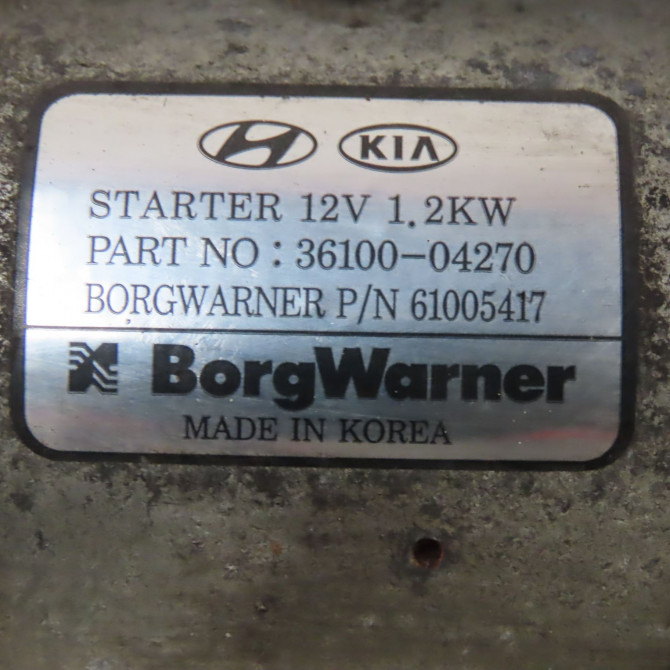 KIA
STARTER 12V 1.2KW
PART NO : 36100-04270
BORGWARNER P/N 61005417
BorgWarner
MADE IN KOREA